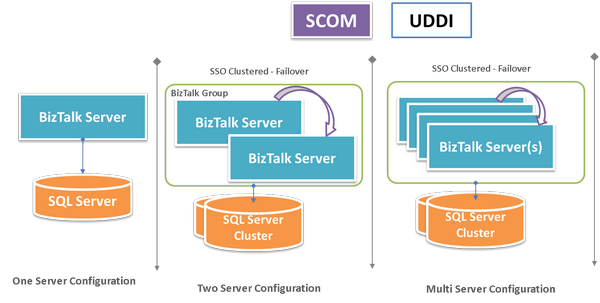 SCOM
UDDI
SSO Clustered - Failover
SSO Clustered - Failover
BizTalk Group
BizTalk Server
BizTalk Server
BizTalk Server
BizTalk Server(s)
SQL Server
SQL Server
Cluster
SQL Server
Cluster
One Server Configuration
Two Server Configuration
Multi Server Configuration